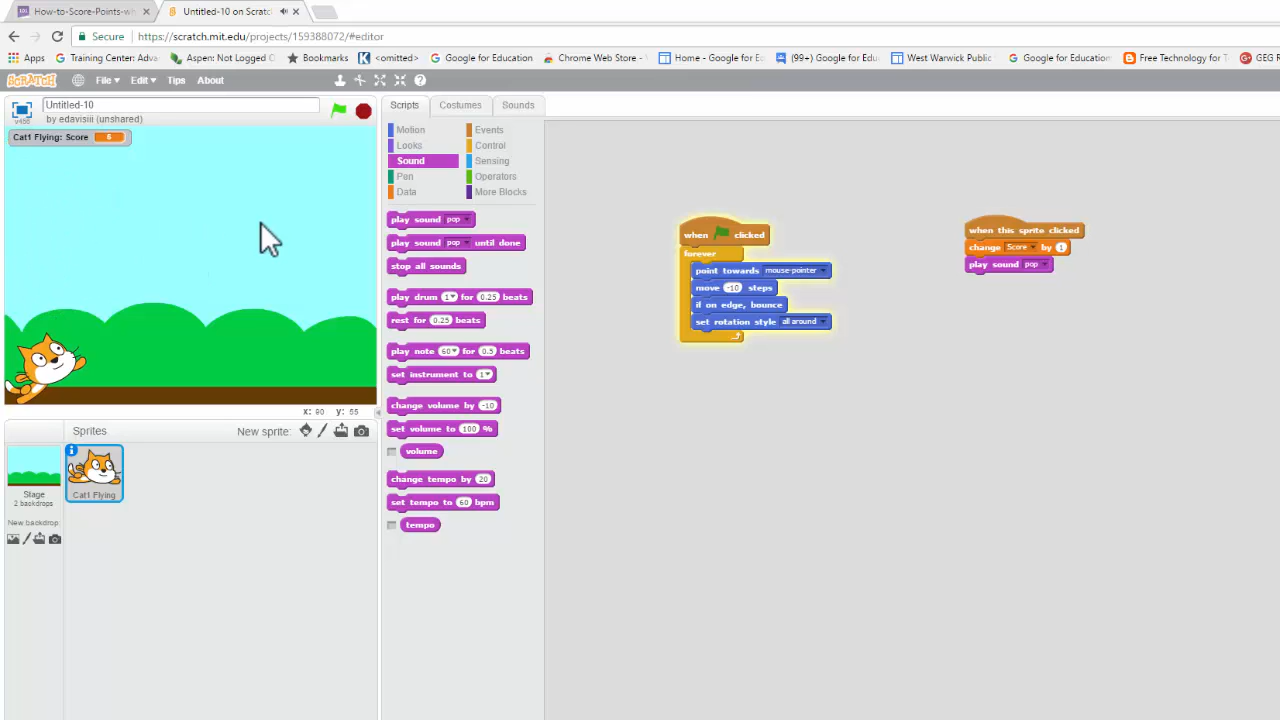 How-to-Score-Points-wh
Untitled-10 on Scratc
Secure https://scratch.mit.edu/projects/159388072/#editor
Apps Training Center: Adva Aspen: Not Logged O Bookmarks <omitted> Google for Education Chrome Web Store - Home - Google for Edu (99+) Google for Educ West Warwick Public Google for Education Free Technology for T GEG R
SCRATCH File Edit Tips About
v456
Untitled-10
by edavisiii (unshared)
Cat1 Flying: Score 6
x: 90 y: 55
Sprites New sprite:
Stage
2 backdrops
New backdrop
Cat1 Flying
Scripts Costumes Sounds
Motion Events
Looks Control
Sound Sensing
Pen Operators
Data More Blocks
play sound pop
play sound pop until done
stop all sounds
play drum 1 for 0.25 beats
rest for 0.25 beats
play note 60 for 0.5 beats
set instrument to 1
change volume by -10
set volume to 100 %
volume
change tempo by 20
set tempo to 60 bpm
tempo
when clicked
forever
point towards mouse-pointer
move -10 steps
if on edge, bounce
set rotation style all around
when this sprite clicked
change Score by 1
play sound pop